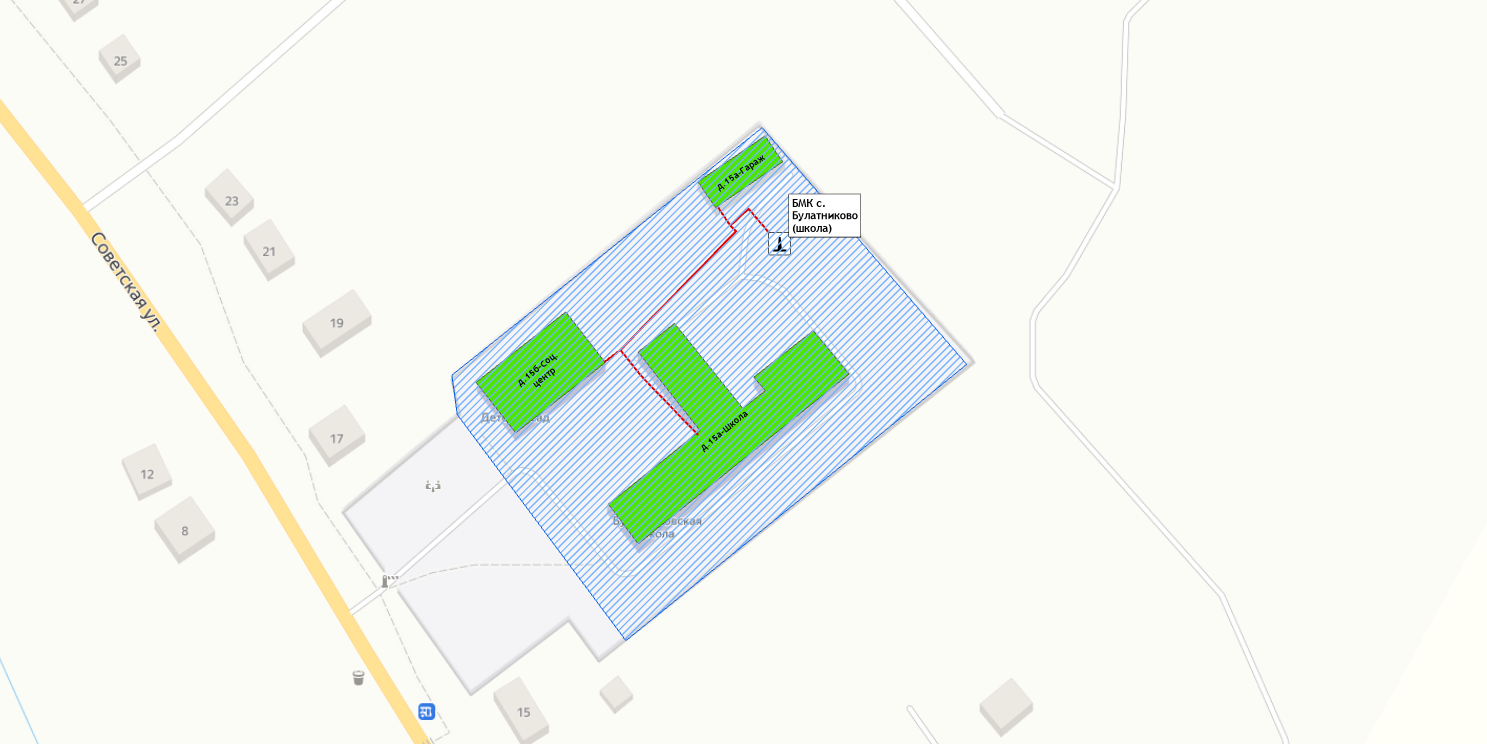 27
25
23
21
19
17
12
8
15
Советская ул.
д.15а-Гараж
БМК с.
Булатниково
(школа)
д.15б-Соц.
центр
д.15а-Школа